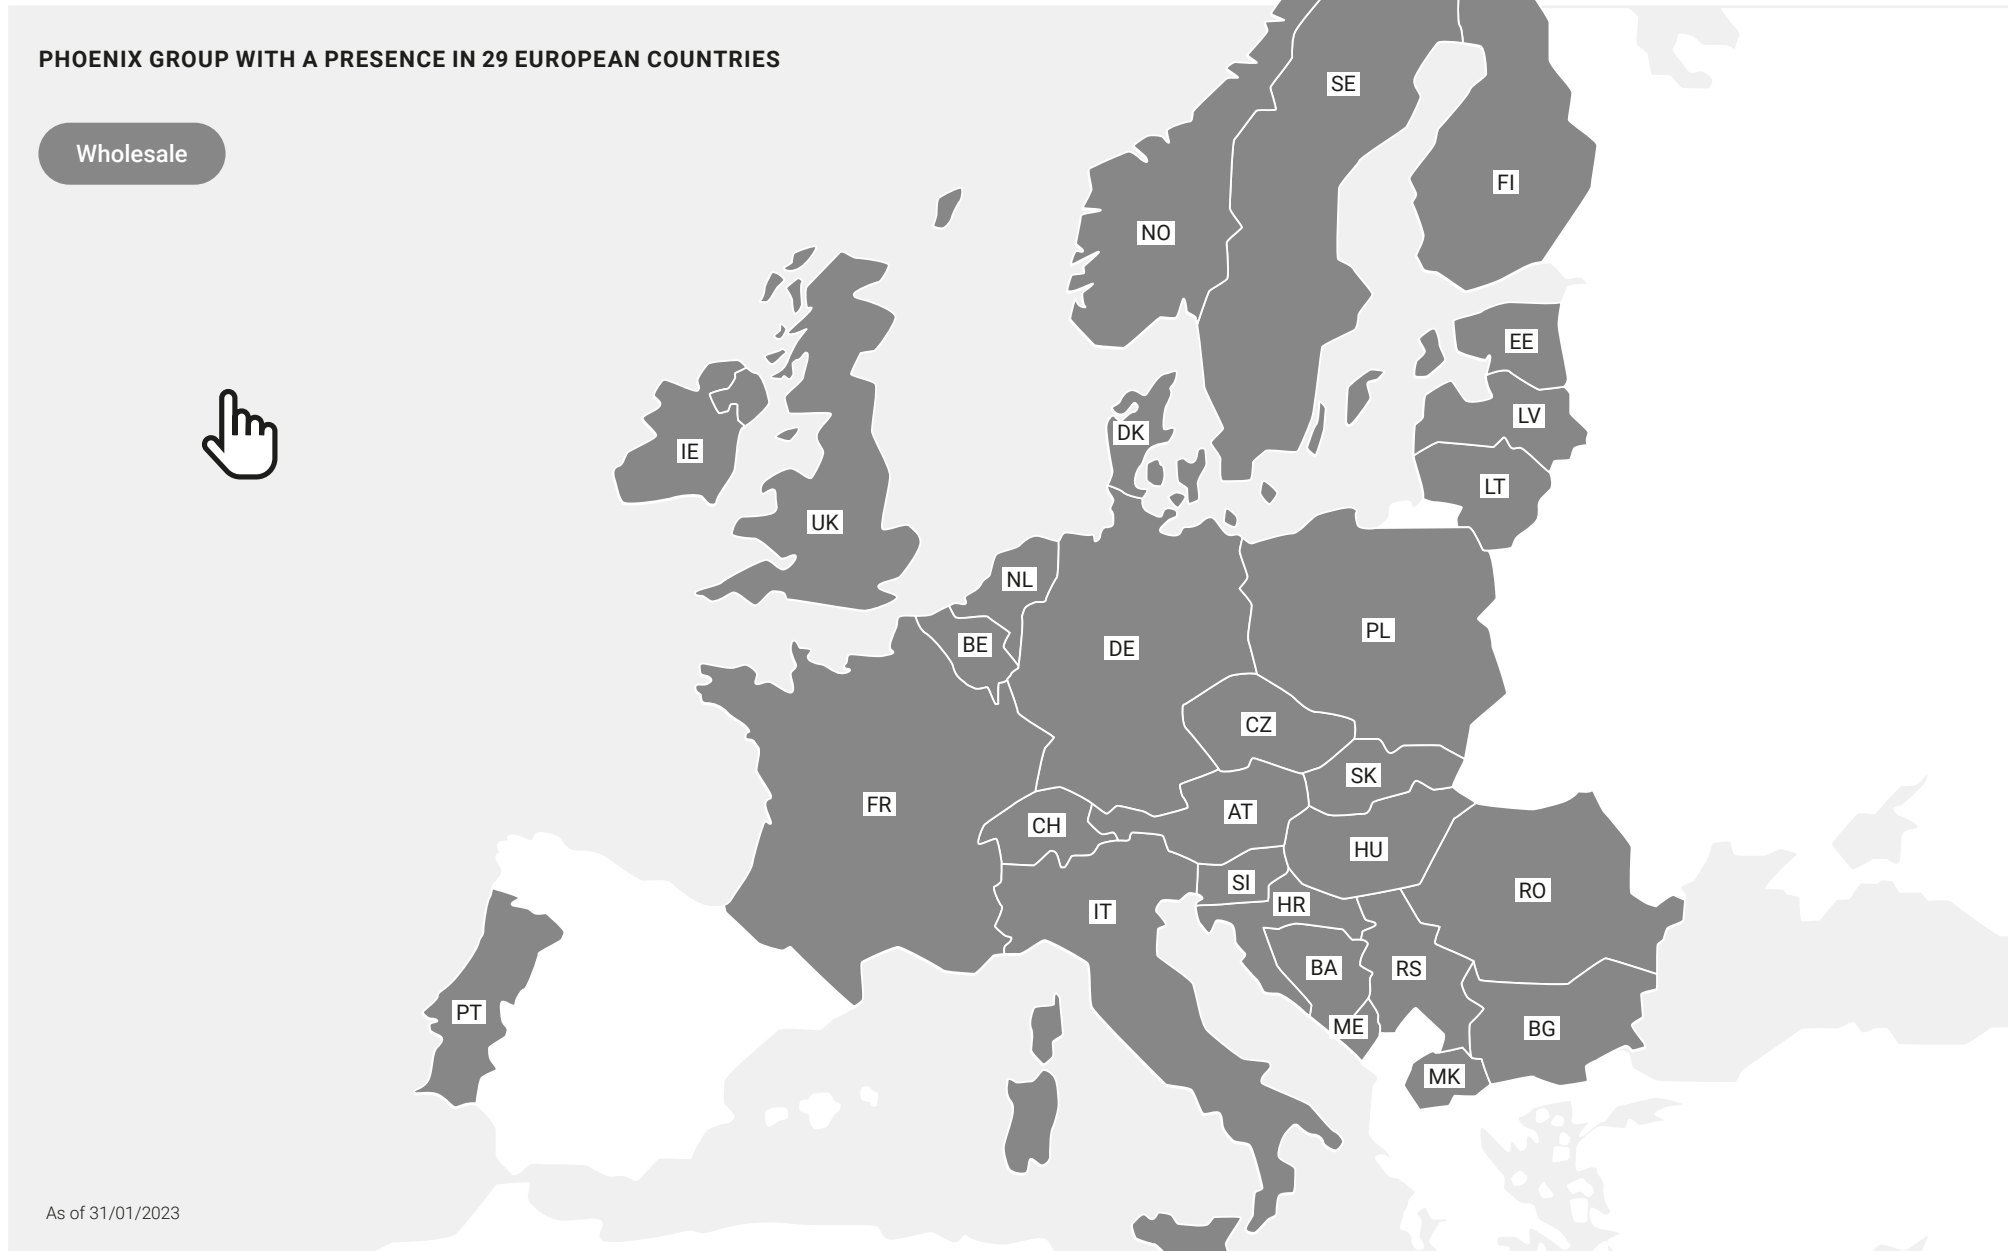 PHOENIX GROUP WITH A PRESENCE IN 29 EUROPEAN COUNTRIES
Wholesale
SE
FI
NO
EE
LV
DK
IE
LT
UK
NL
PL
BE
DE
CZ
SK
FR
AT
CH
HU
SI
RO
HR
IT
BA
RS
PT
ME
BG
MK
As of 31/01/2023